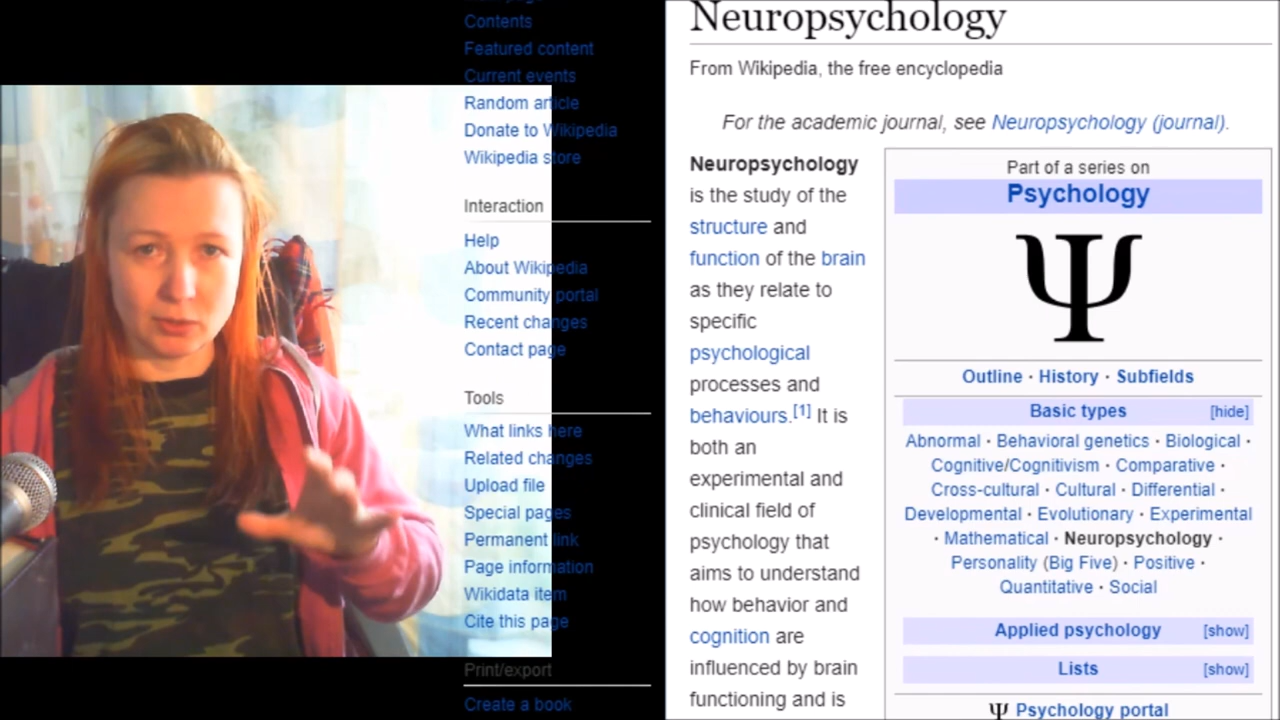 Contents
Featured content
Current events
Random article
Donate to Wikipedia
Wikipedia store
Interaction
Help
About Wikipedia
Community portal
Recent changes
Contact page
Tools
What links here
Related changes
Upload file
Special pages
Permanent link
Page information
Wikidata item
Cite this page
Print/export
Create a book
Neuropsychology
From Wikipedia, the free encyclopedia
For the academic journal, see Neuropsychology (journal).
Neuropsychology
is the study of the
structure and
function of the brain
as they relate to
specific
psychological
processes and
behaviours.[1] It is
both an
experimental and
clinical field of
psychology that
aims to understand
how behavior and
cognition are
influenced by brain
functioning and is
Part of a series on
Psychology
Ψ
Outline · History · Subfields
Basic types [hide]
Abnormal · Behavioral genetics · Biological ·
Cognitive/Cognitivism · Comparative ·
Cross-cultural · Cultural · Differential ·
Developmental · Evolutionary · Experimental
· Mathematical · Neuropsychology ·
Personality (Big Five) · Positive ·
Quantitative · Social
Applied psychology [show]
Lists [show]
Ψ Psychology portal